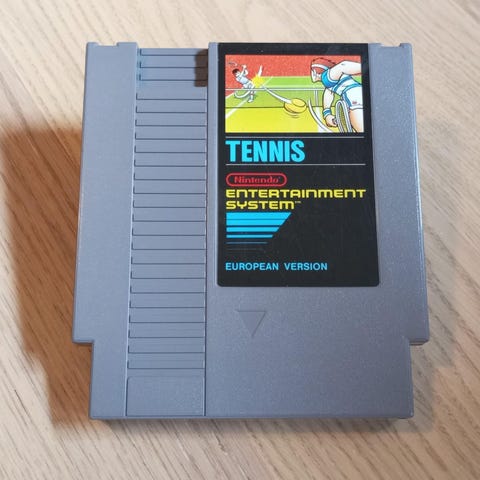 TENNIS
Nintendo
ENTERTAINMENT
SYSTEM™
EUROPEAN VERSION